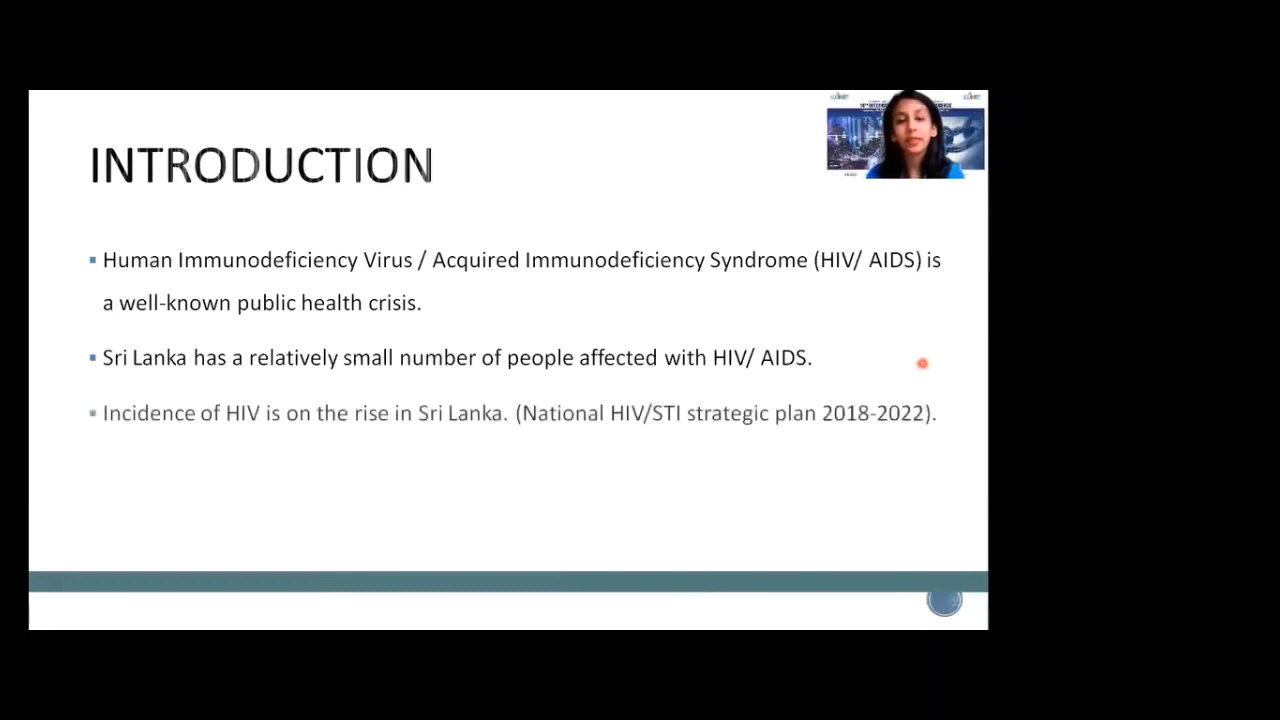 INTRODUCTION
▪ Human Immunodeficiency Virus / Acquired Immunodeficiency Syndrome (HIV/ AIDS) is
a well-known public health crisis.
▪ Sri Lanka has a relatively small number of people affected with HIV/ AIDS.
▪ Incidence of HIV is on the rise in Sri Lanka. (National HIV/STI strategic plan 2018-2022).